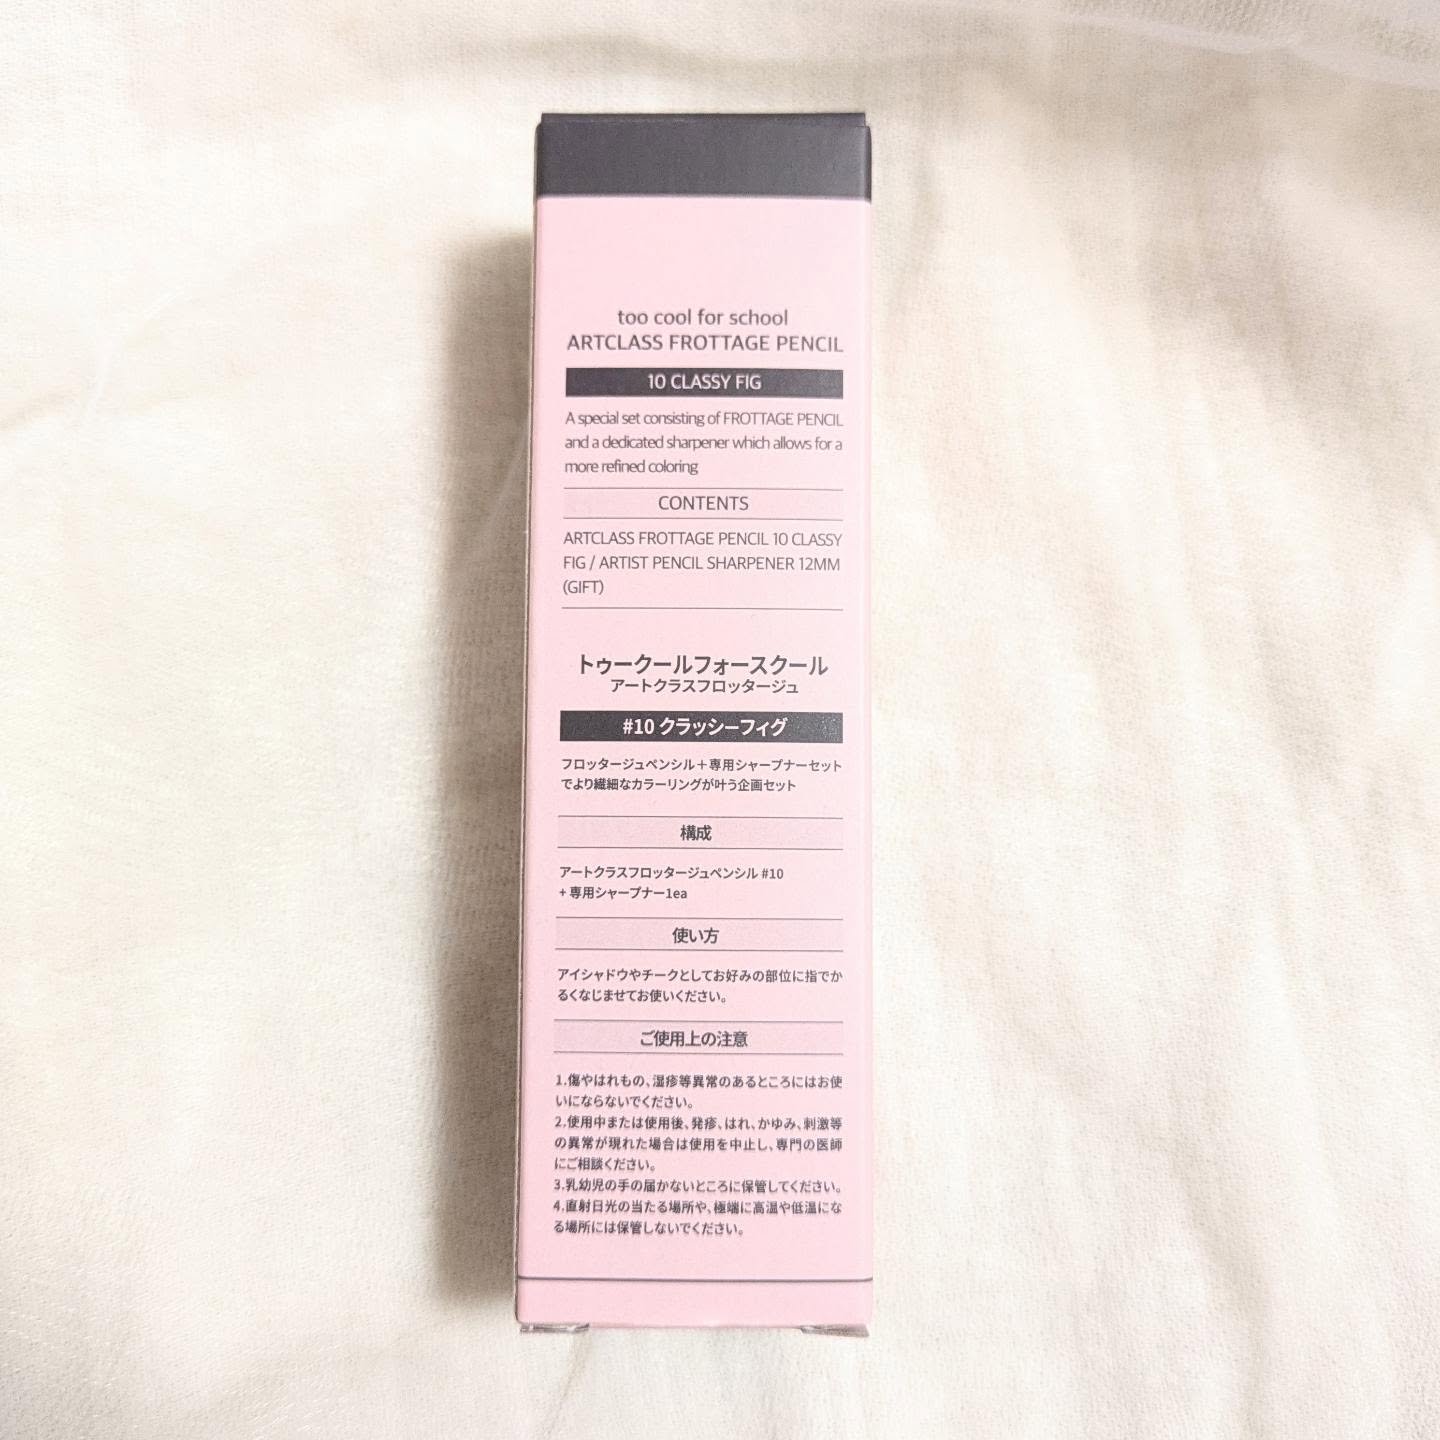 too cool for school
ARTCLASS FROTTAGE PENCIL
10 CLASSY FIG
A special set consisting of FROTTAGE PENCIL
and a dedicated sharpener which allows for a
more refined coloring
CONTENTS
ARTCLASS FROTTAGE PENCIL 10 CLASSY
FIG / ARTIST PENCIL SHARPENER 12MM
(GIFT)
トゥークールフォースクール
アートクラスフロッタージュ
#10 クラッシーフィグ
フロッタージュペンシル＋専用シャープナーセット
でより繊細なカラーリングが叶う企画セット
構成
アートクラスフロッタージュペンシル #10
+ 専用シャープナー1ea
使い方
アイシャドウやチークとしてお好みの部位に指でか
るくなじませてお使いください。
ご使用上の注意
1.傷やはれもの、湿疹等異常のあるところにはお使
いにならないでください。
2.使用中または使用後、発疹、はれ、かゆみ、刺激等
の異常が現れた場合は使用を中止し、専門の医師
にご相談ください。
3.乳幼児の手の届かないところに保管してください。
4.直射日光の当たる場所や、極端に高温や低温にな
る場所には保管しないでください。